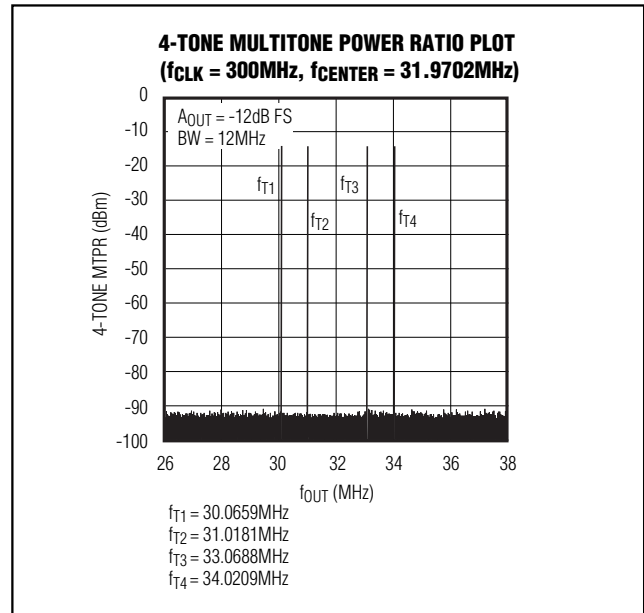 4-TONE MULTITONE POWER RATIO PLOT
(fCLK = 300MHz, fCENTER = 31.9702MHz)
AOUT = -12dB FS
BW = 12MHz
fT1
fT2
fT3
fT4
4-TONE MTPR (dBm)
0
-10
-20
-30
-40
-50
-60
-70
-80
-90
-100
26 28 30 32 34 36 38
fOUT (MHz)
fT1 = 30.0659MHz
fT2 = 31.0181MHz
fT3 = 33.0688MHz
fT4 = 34.0209MHz